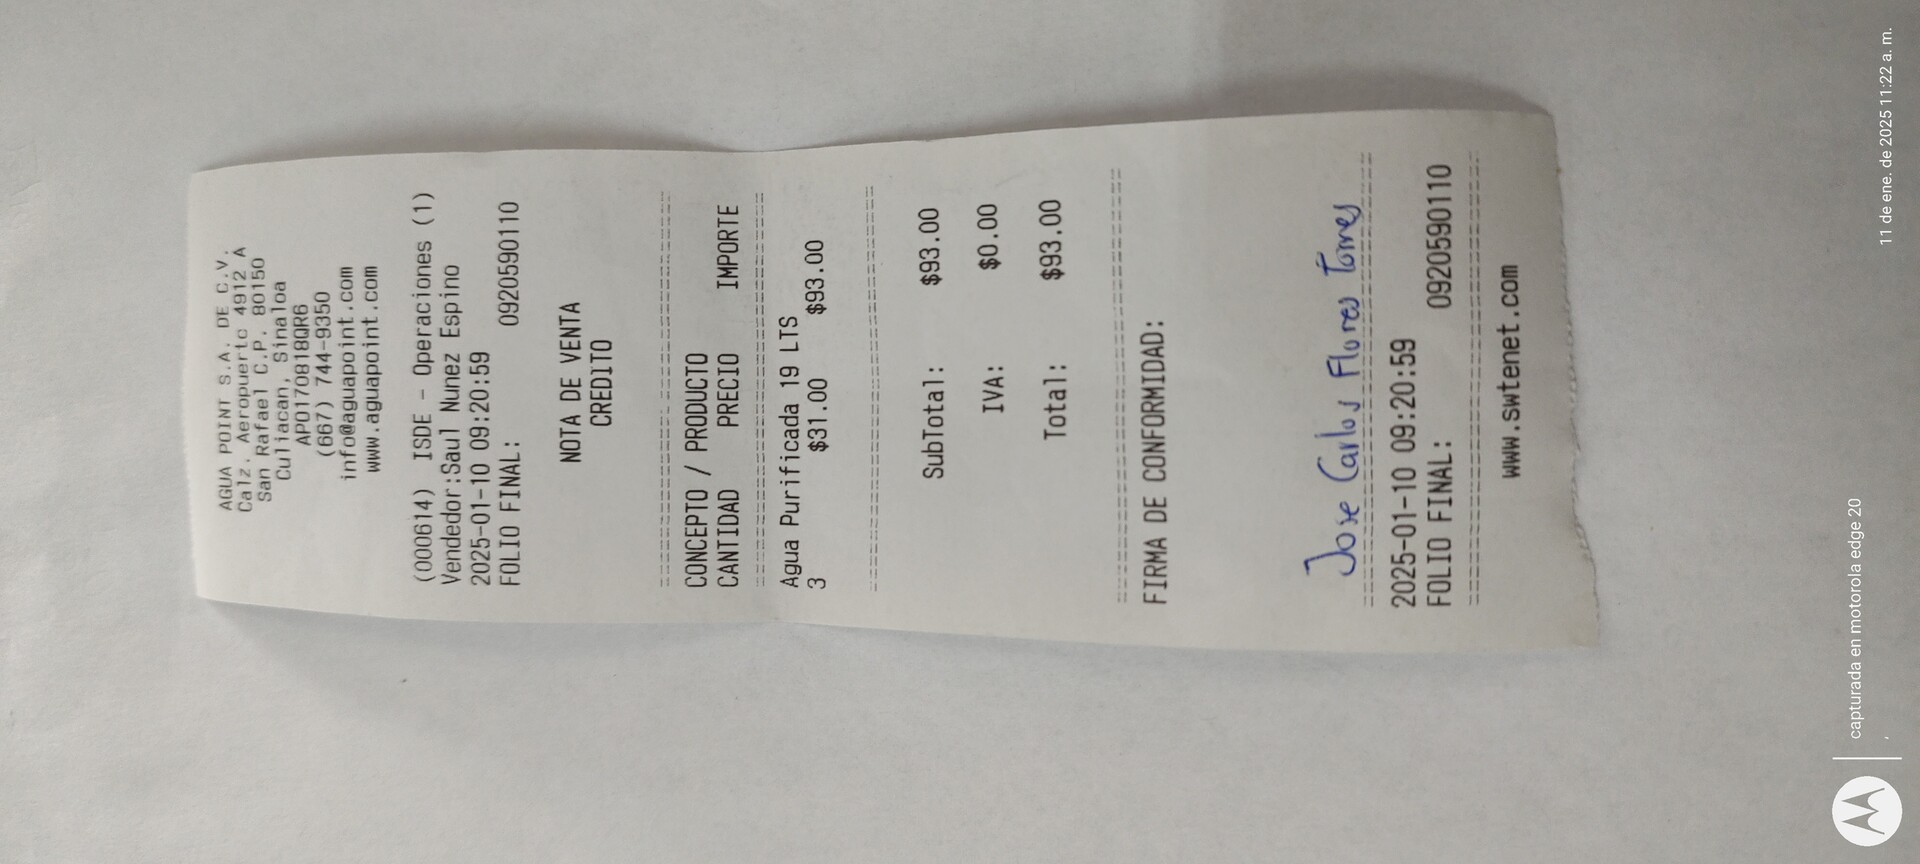 AGUA POINT S.A. DE C.V.
Calz. Aeropuerto 4912 A
San Rafael C.P. 80150
Culiacan, Sinaloa
APO170818QR6
(667) 744-9350
info@aguapoint.com
www.aguapoint.com
(000614) ISDE - Operaciones (1)
Vendedor:Saul Nunez Espino
2025-01-10 09:20:59
FOLIO FINAL: 0920590110
NOTA DE VENTA
CREDITO
CONCEPTO / PRODUCTO
CANTIDAD PRECIO IMPORTE
Agua Purificada 19 LTS
3 $31.00 $93.00
SubTotal: $93.00
IVA: $0.00
Total: $93.00
FIRMA DE CONFORMIDAD:
Jose Carlos Flores Torres
2025-01-10 09:20:59
FOLIO FINAL: 0920590110
www.swtenet.com
capturada en motorola edge 20
,
11 de ene. de 2025 11:22 a. m.